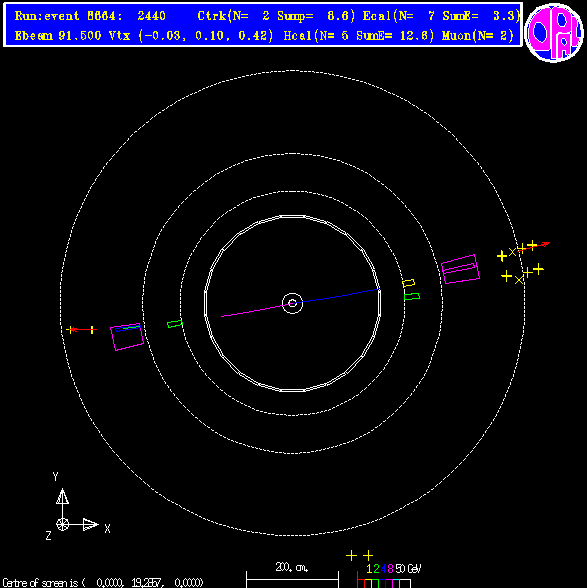 Run:event 8664: 2440 Ctrk(N= 2 Sump= 8.6) Ecal(N= 7 SumE= 3.3)
Ebeam 91.500 Vtx (-0.03, 0.10, 0.42) Hcal(N= 5 SumE= 12.6) Muon(N= 2)
OPAL
Y
X
Z
200. cm.
1 2 4 8 50 GeV
Centre of screen is ( 0.0000, 19.2857, 0.0000)